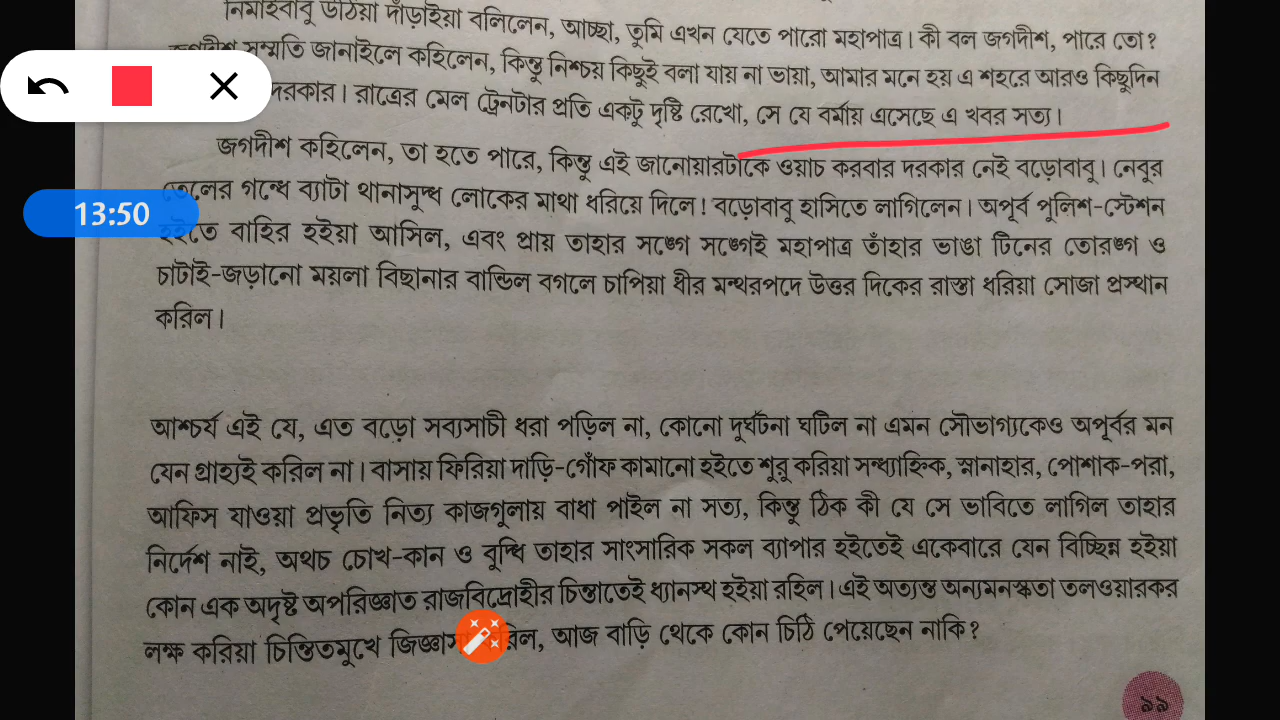 নিমাইবাবু উঠিয়া দাঁড়াইয়া বলিলেন, আচ্ছা, তুমি এখন যেতে পারো মহাপাত্র। কী বল জগদীশ, পারে তো?
জগদীশ সম্মতি জানাইলে কহিলেন, কিন্তু নিশ্চয় কিছুই বলা যায় না ভায়া, আমার মনে হয় এ শহরে আরও কিছুদিন
দরকার। রাত্রের মেল ট্রেনটার প্রতি একটু দৃষ্টি রেখো, সে যে বর্মায় এসেছে এ খবর সত্য।
জগদীশ কহিলেন, তা হতে পারে, কিন্তু এই জানোয়ারটাকে ওয়াচ করবার দরকার নেই বড়োবাবু। নেবুর
তেলের গন্ধে ব্যাটা থানাসুদ্ধ লোকের মাথা ধরিয়ে দিলে! বড়োবাবু হাসিতে লাগিলেন। অপূর্ব পুলিশ-স্টেশন
13:50
হইতে বাহির হইয়া আসিল, এবং প্রায় তাহার সঙ্গে সঙ্গেই মহাপাত্র তাঁহার ভাঙা টিনের তোরঙ্গ ও
চাটাই-জড়ানো ময়লা বিছানার বান্ডিল বগলে চাপিয়া ধীর মন্থরপদে উত্তর দিকের রাস্তা ধরিয়া সোজা প্রস্থান
করিল।
আশ্চর্য এই যে, এত বড়ো সব্যসাচী ধরা পড়িল না, কোনো দুর্ঘটনা ঘটিল না এমন সৌভাগ্যকেও অপূর্বর মন
যেন গ্রাহ্যই করিল না। বাসায় ফিরিয়া দাড়ি-গোঁফ কামানো হইতে শুরু করিয়া সন্ধ্যাহ্নিক, স্নানাহার, পোশাক-পরা,
আফিস যাওয়া প্রভৃতি নিত্য কাজগুলায় বাধা পাইল না সত্য, কিন্তু ঠিক কী যে সে ভাবিতে লাগিল তাহার
নির্দেশ নাই, অথচ চোখ-কান ও বুদ্ধি তাহার সাংসারিক সকল ব্যাপার হইতেই একেবারে যেন বিচ্ছিন্ন হইয়া
কোন এক অদৃষ্ট অপরিজ্ঞাত রাজবিদ্রোহীর চিন্তাতেই ধ্যানস্থ হইয়া রহিল। এই অত্যন্ত অন্যমনস্কতা তলওয়ারকর
লক্ষ করিয়া চিন্তিতমুখে জিজ্ঞাসা করিল, আজ বাড়ি থেকে কোন চিঠি পেয়েছেন নাকি?
৯৯